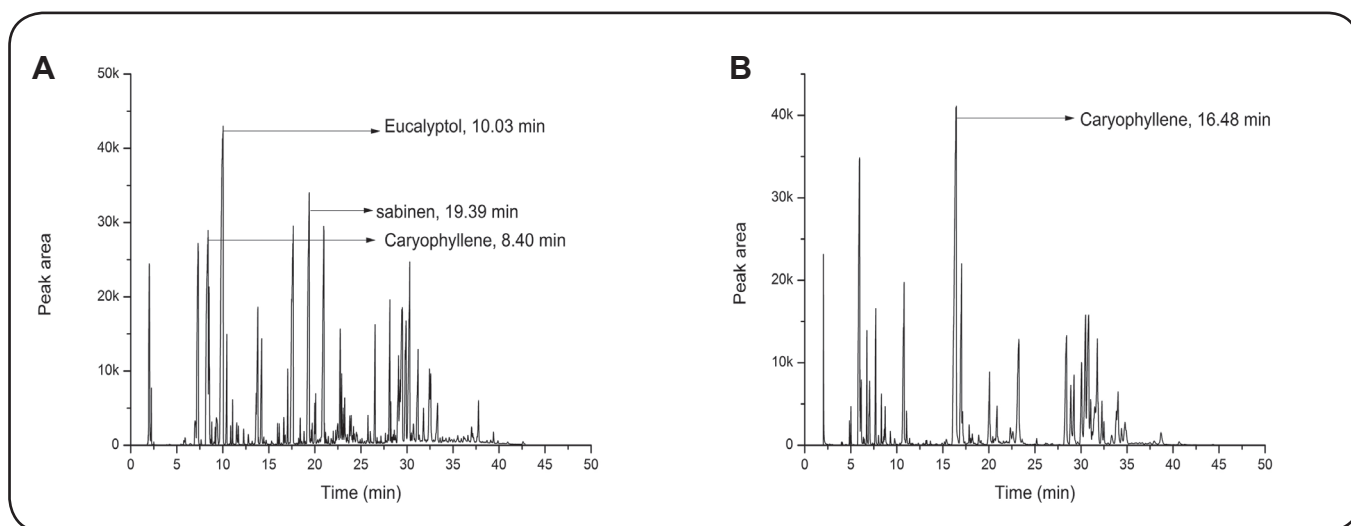 A
Peak area
50k
40k
30k
20k
10k
0
Eucalyptol, 10.03 min
sabinen, 19.39 min
Caryophyllene, 8.40 min
0 5 10 15 20 25 30 35 40 45 50
Time (min)
B
Peak area
40k
30k
20k
10k
0
Caryophyllene, 16.48 min
0 5 10 15 20 25 30 35 40 45 50
Time (min)